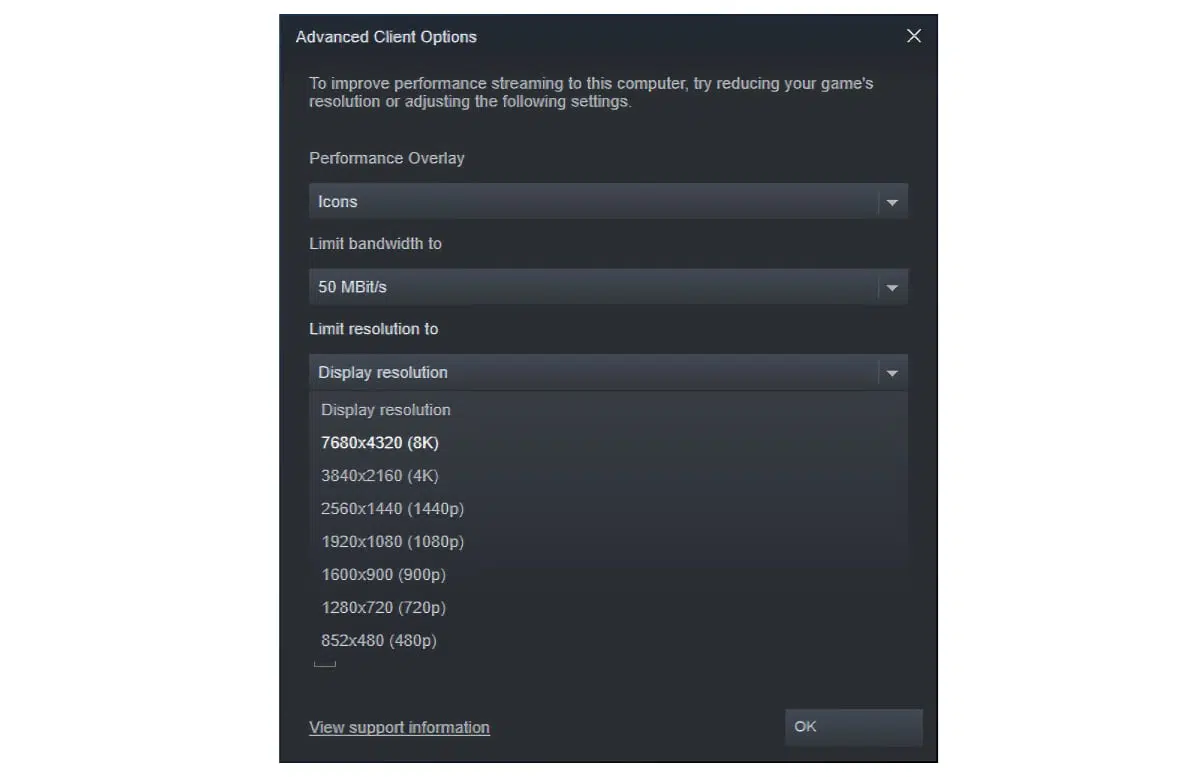 Advanced Client Options
To improve performance streaming to this computer, try reducing your game's
resolution or adjusting the following settings.
Performance Overlay
Icons
Limit bandwidth to
50 MBit/s
Limit resolution to
Display resolution
Display resolution
7680x4320 (8K)
3840x2160 (4K)
2560x1440 (1440p)
1920x1080 (1080p)
1600x900 (900p)
1280x720 (720p)
852x480 (480p)
View support information
OK